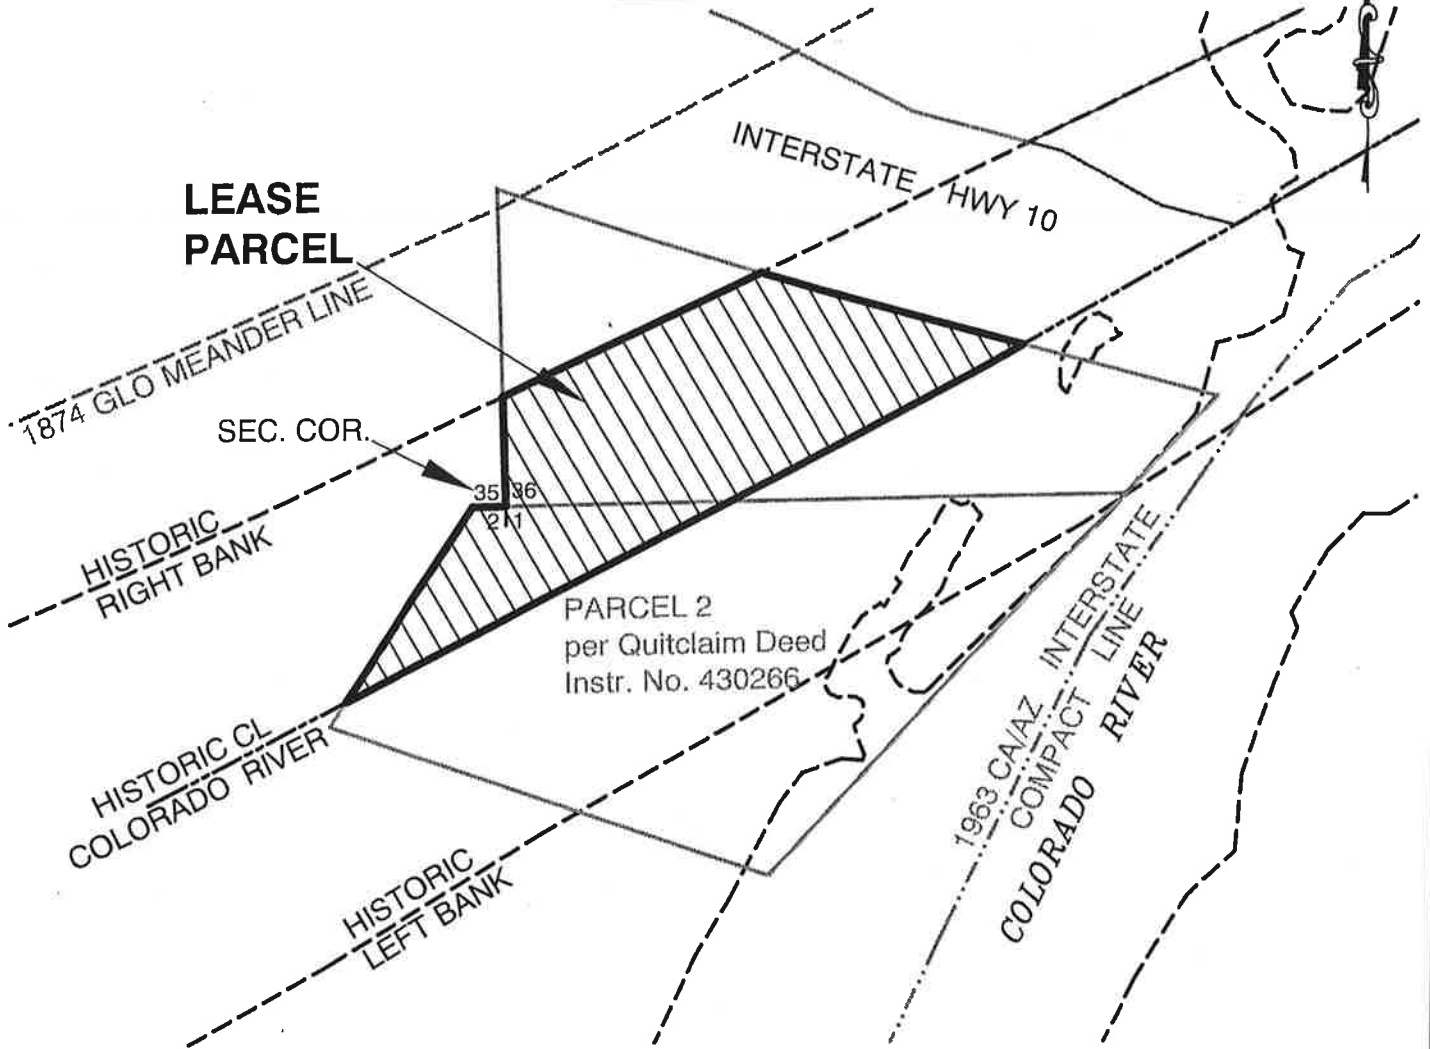 INTERSTATE HWY 10
LEASE
PARCEL
1874 GLO MEANDER LINE
SEC. COR.
35 36
2 1
HISTORIC
RIGHT BANK
PARCEL 2
per Quitclaim Deed
Instr. No. 430266
HISTORIC CL
COLORADO RIVER
HISTORIC
LEFT BANK
1963 CA/AZ INTERSTATE
COMPACT LINE
COLORADO RIVER